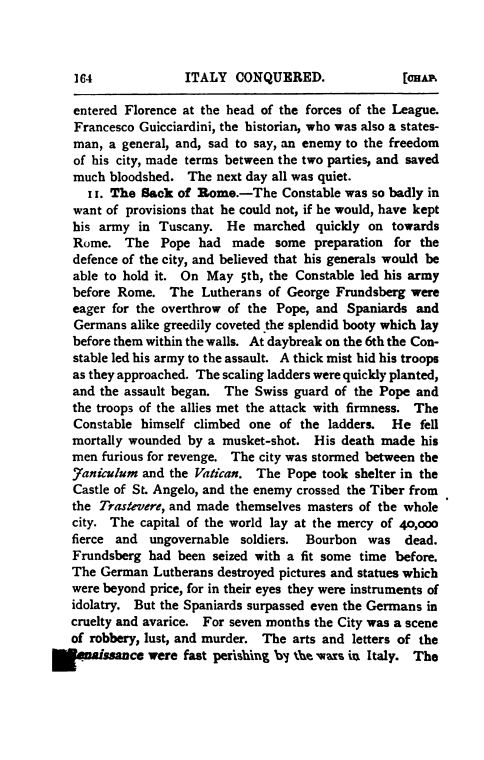 164 ITALY CONQUERED. [CHAP.
entered Florence at the head of the forces of the League.
Francesco Guicciardini, the historian, who was also a states-
man, a general, and, sad to say, an enemy to the freedom
of his city, made terms between the two parties, and saved
much bloodshed. The next day all was quiet.
11. The Sack of Rome.—The Constable was so badly in
want of provisions that he could not, if he would, have kept
his army in Tuscany. He marched quickly on towards
Rome. The Pope had made some preparation for the
defence of the city, and believed that his generals would be
able to hold it. On May 5th, the Constable led his army
before Rome. The Lutherans of George Frundsberg were
eager for the overthrow of the Pope, and Spaniards and
Germans alike greedily coveted the splendid booty which lay
before them within the walls. At daybreak on the 6th the Con-
stable led his army to the assault. A thick mist hid his troops
as they approached. The scaling ladders were quickly planted,
and the assault began. The Swiss guard of the Pope and
the troops of the allies met the attack with firmness. The
Constable himself climbed one of the ladders. He fell
mortally wounded by a musket-shot. His death made his
men furious for revenge. The city was stormed between the
Janiculum and the Vatican. The Pope took shelter in the
Castle of St. Angelo, and the enemy crossed the Tiber from
the Trastevere, and made themselves masters of the whole
city. The capital of the world lay at the mercy of 40,000
fierce and ungovernable soldiers. Bourbon was dead.
Frundsberg had been seized with a fit some time before.
The German Lutherans destroyed pictures and statues which
were beyond price, for in their eyes they were instruments of
idolatry. But the Spaniards surpassed even the Germans in
cruelty and avarice. For seven months the City was a scene
of robbery, lust, and murder. The arts and letters of the
Renaissance were fast perishing by the wars in Italy. The